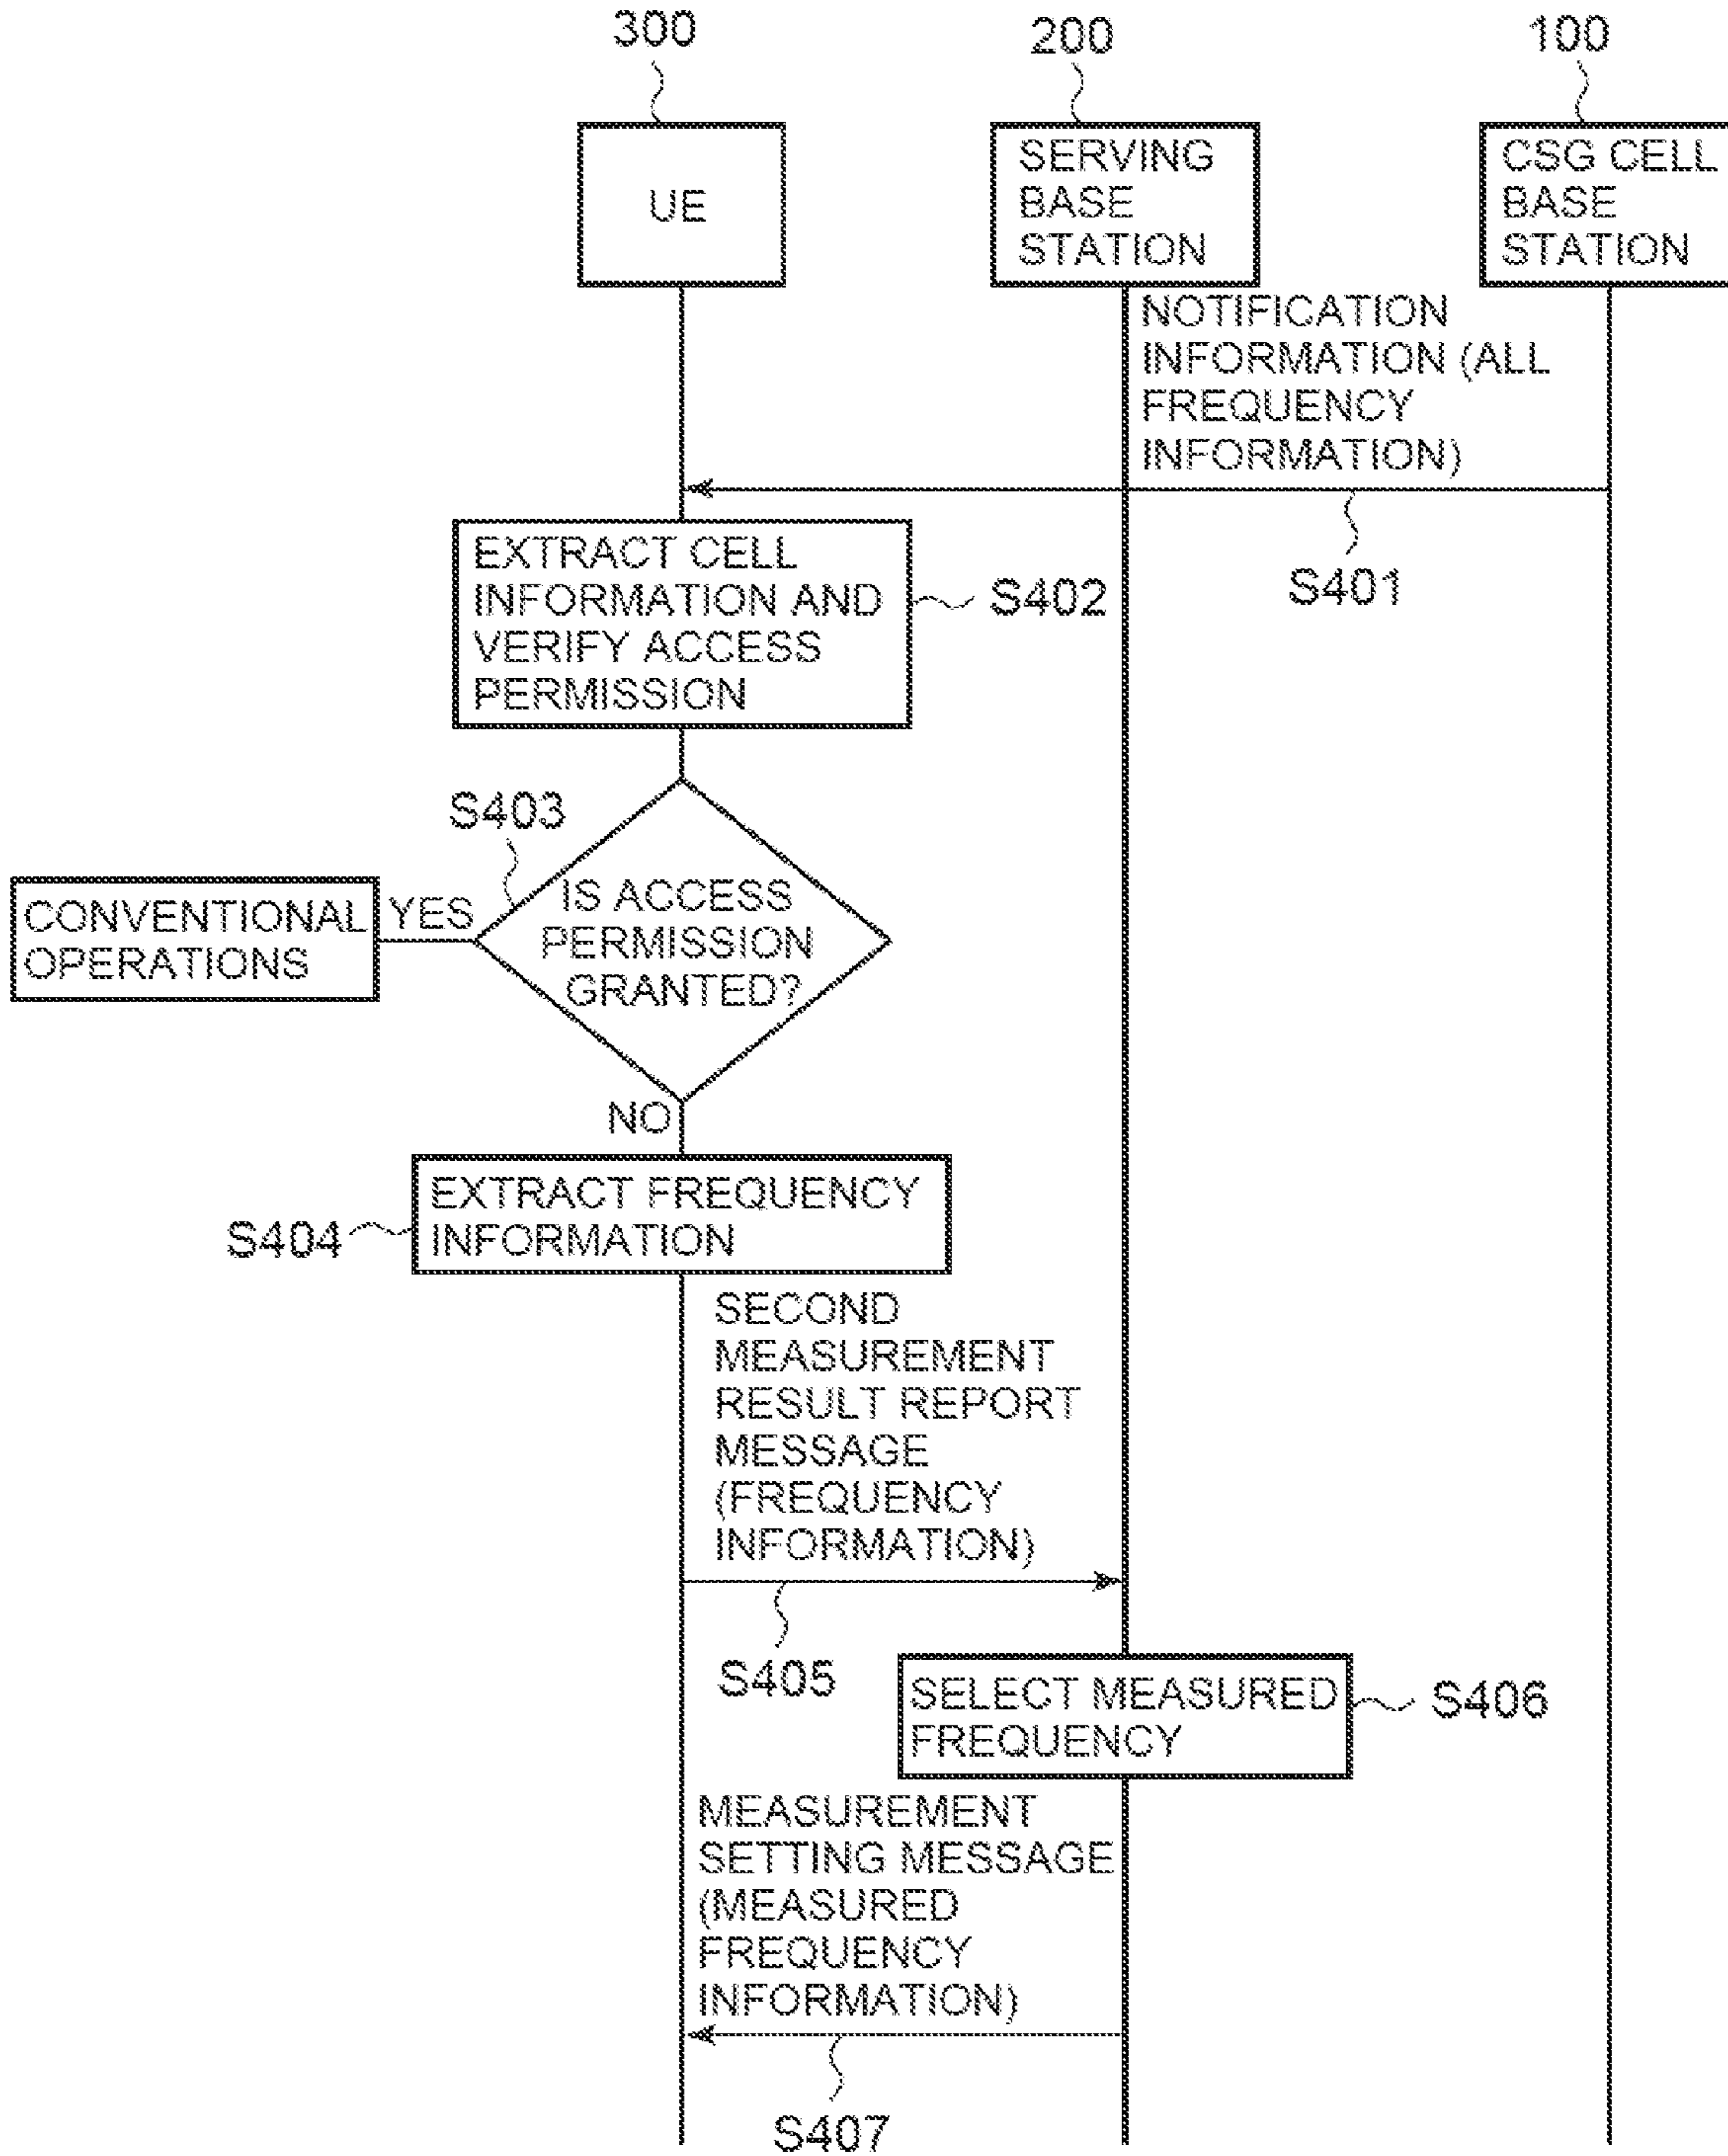 300
200
100
UE
SERVING
BASE
STATION
CSG CELL
BASE
STATION
NOTIFICATION
INFORMATION (ALL
FREQUENCY
INFORMATION)
S401
EXTRACT CELL
INFORMATION AND
VERIFY ACCESS
PERMISSION
S402
S403
IS ACCESS
PERMISSION
GRANTED?
YES
CONVENTIONAL
OPERATIONS
NO
EXTRACT FREQUENCY
INFORMATION
S404
SECOND
MEASUREMENT
RESULT REPORT
MESSAGE
(FREQUENCY
INFORMATION)
S405
SELECT MEASURED
FREQUENCY
S406
MEASUREMENT
SETTING MESSAGE
(MEASURED
FREQUENCY
INFORMATION)
S407